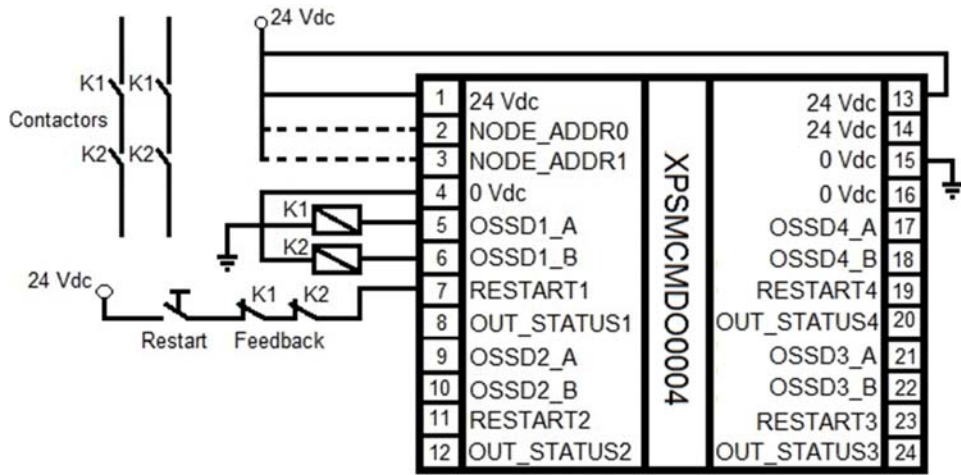 24 Vdc
K1 K1
Contactors
K2 K2
1 24 Vdc
2 NODE_ADDR0
3 NODE_ADDR1
4 0 Vdc
K1
5 OSSD1_A
K2
6 OSSD1_B
24 Vdc
K1 K2
7 RESTART1
Restart Feedback
8 OUT_STATUS1
9 OSSD2_A
10 OSSD2_B
11 RESTART2
12 OUT_STATUS2
XPSMCMDO0004
24 Vdc 13
24 Vdc 14
0 Vdc 15
0 Vdc 16
OSSD4_A 17
OSSD4_B 18
RESTART4 19
OUT_STATUS4 20
OSSD3_A 21
OSSD3_B 22
RESTART3 23
OUT_STATUS3 24